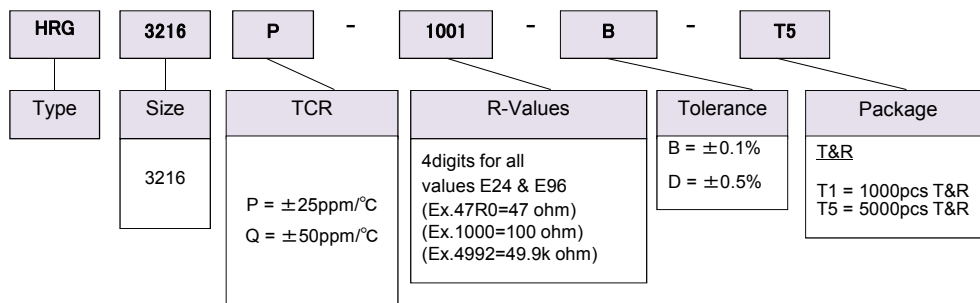 HRG 3216 P - 1001 - B - T5
Type Size TCR R-Values Tolerance Package
3216
P = ±25ppm/℃
Q = ±50ppm/℃
4digits for all
values E24 & E96
(Ex.47R0=47 ohm)
(Ex.1000=100 ohm)
(Ex.4992=49.9k ohm)
B = ±0.1%
D = ±0.5%
T&R
T1 = 1000pcs T&R
T5 = 5000pcs T&R